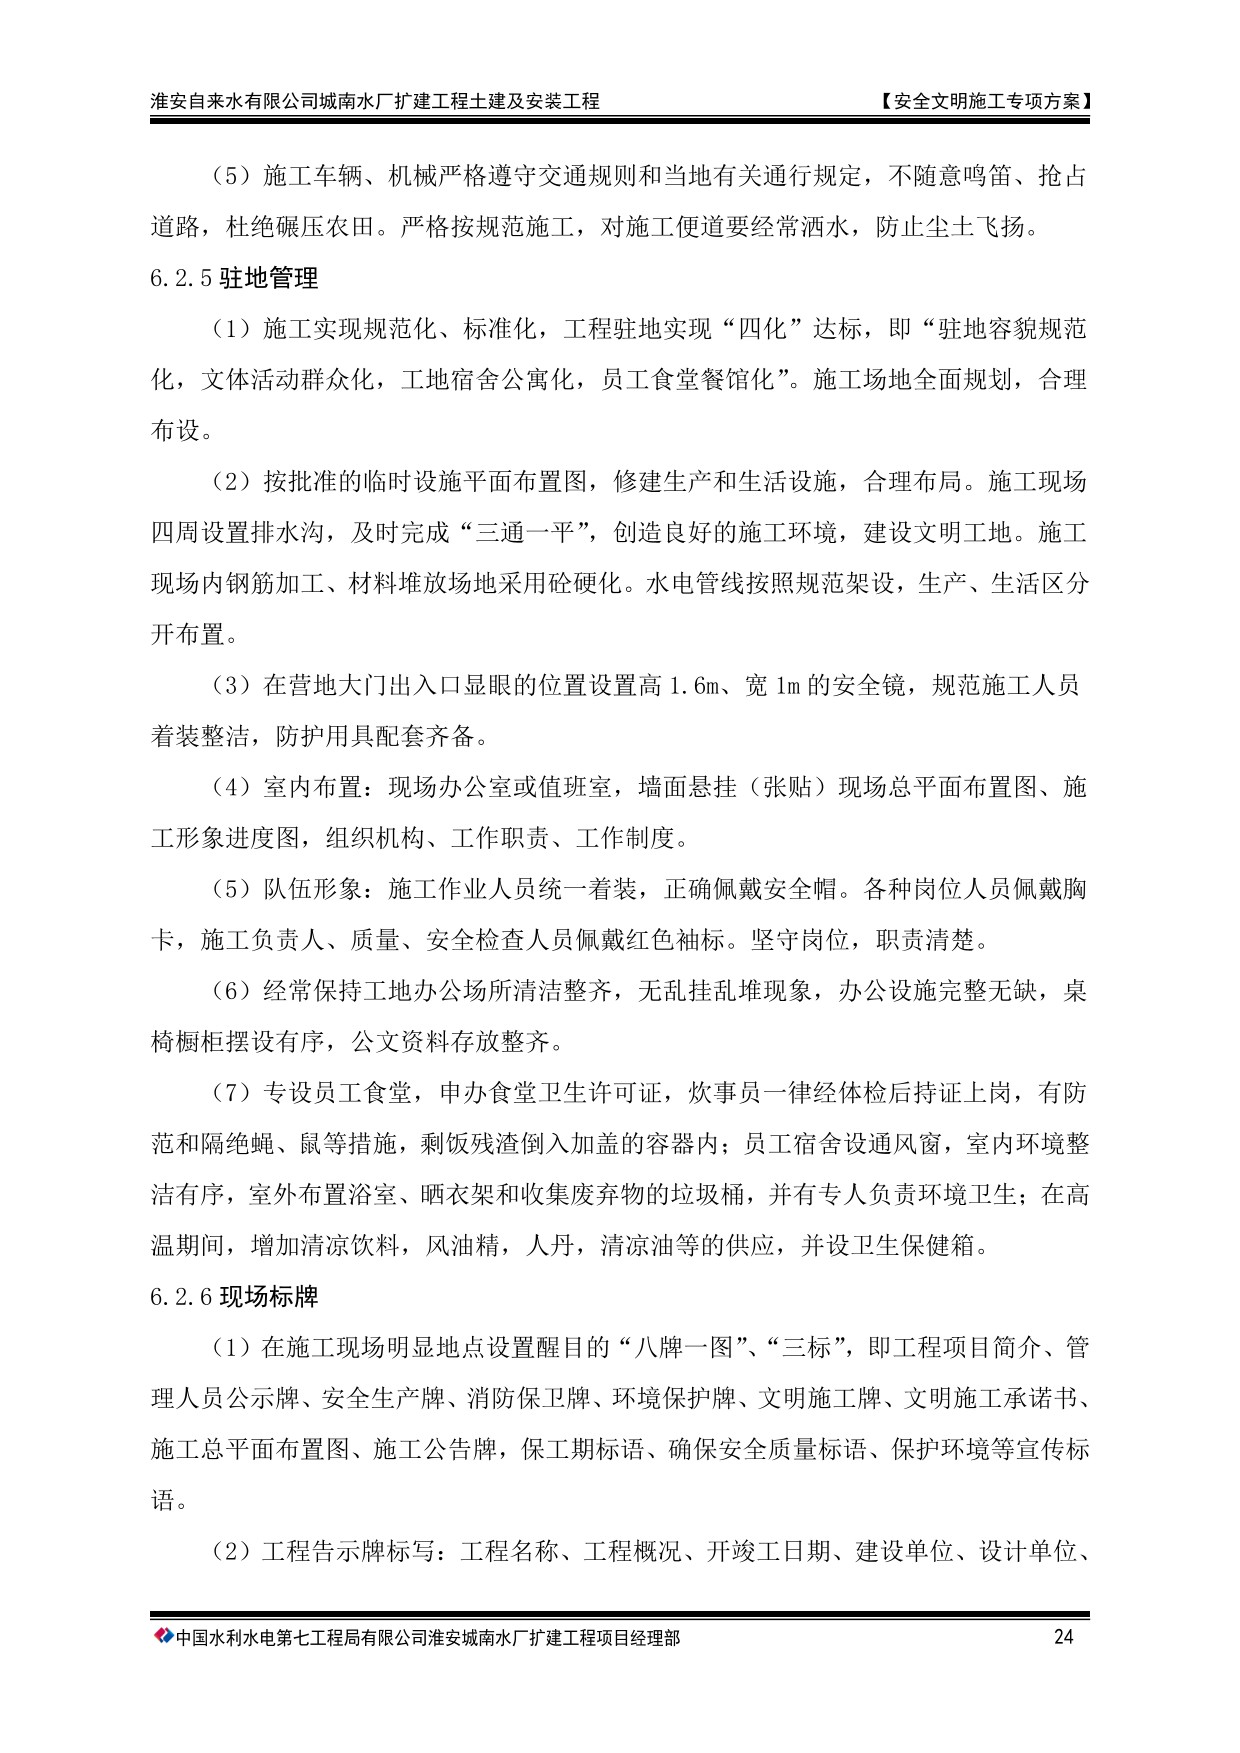 淮安自来水有限公司城南水厂扩建工程土建及安装工程 【安全文明施工专项方案】
（5）施工车辆、机械严格遵守交通规则和当地有关通行规定，不随意鸣笛、抢占
道路，杜绝碾压农田。严格按规范施工，对施工便道要经常洒水，防止尘土飞扬。
6.2.5 驻地管理
（1）施工实现规范化、标准化，工程驻地实现“四化”达标，即“驻地容貌规范
化，文体活动群众化，工地宿舍公寓化，员工食堂餐馆化”。施工场地全面规划，合理
布设。
（2）按批准的临时设施平面布置图，修建生产和生活设施，合理布局。施工现场
四周设置排水沟，及时完成“三通一平”，创造良好的施工环境，建设文明工地。施工
现场内钢筋加工、材料堆放场地采用砼硬化。水电管线按照规范架设，生产、生活区分
开布置。
（3）在营地大门出入口显眼的位置设置高 1.6m、宽 1m 的安全镜，规范施工人员
着装整洁，防护用具配套齐备。
（4）室内布置：现场办公室或值班室，墙面悬挂（张贴）现场总平面布置图、施
工形象进度图，组织机构、工作职责、工作制度。
（5）队伍形象：施工作业人员统一着装，正确佩戴安全帽。各种岗位人员佩戴胸
卡，施工负责人、质量、安全检查人员佩戴红色袖标。坚守岗位，职责清楚。
（6）经常保持工地办公场所清洁整齐，无乱挂乱堆现象，办公设施完整无缺，桌
椅橱柜摆设有序，公文资料存放整齐。
（7）专设员工食堂，申办食堂卫生许可证，炊事员一律经体检后持证上岗，有防
范和隔绝蝇、鼠等措施，剩饭残渣倒入加盖的容器内；员工宿舍设通风窗，室内环境整
洁有序，室外布置浴室、晒衣架和收集废弃物的垃圾桶，并有专人负责环境卫生；在高
温期间，增加清凉饮料，风油精，人丹，清凉油等的供应，并设卫生保健箱。
6.2.6 现场标牌
（1）在施工现场明显地点设置醒目的“八牌一图”、“三标”，即工程项目简介、管
理人员公示牌、安全生产牌、消防保卫牌、环境保护牌、文明施工牌、文明施工承诺书、
施工总平面布置图、施工公告牌，保工期标语、确保安全质量标语、保护环境等宣传标
语。
（2）工程告示牌标写：工程名称、工程概况、开竣工日期、建设单位、设计单位、
中国水利水电第七工程局有限公司淮安城南水厂扩建工程项目经理部 24